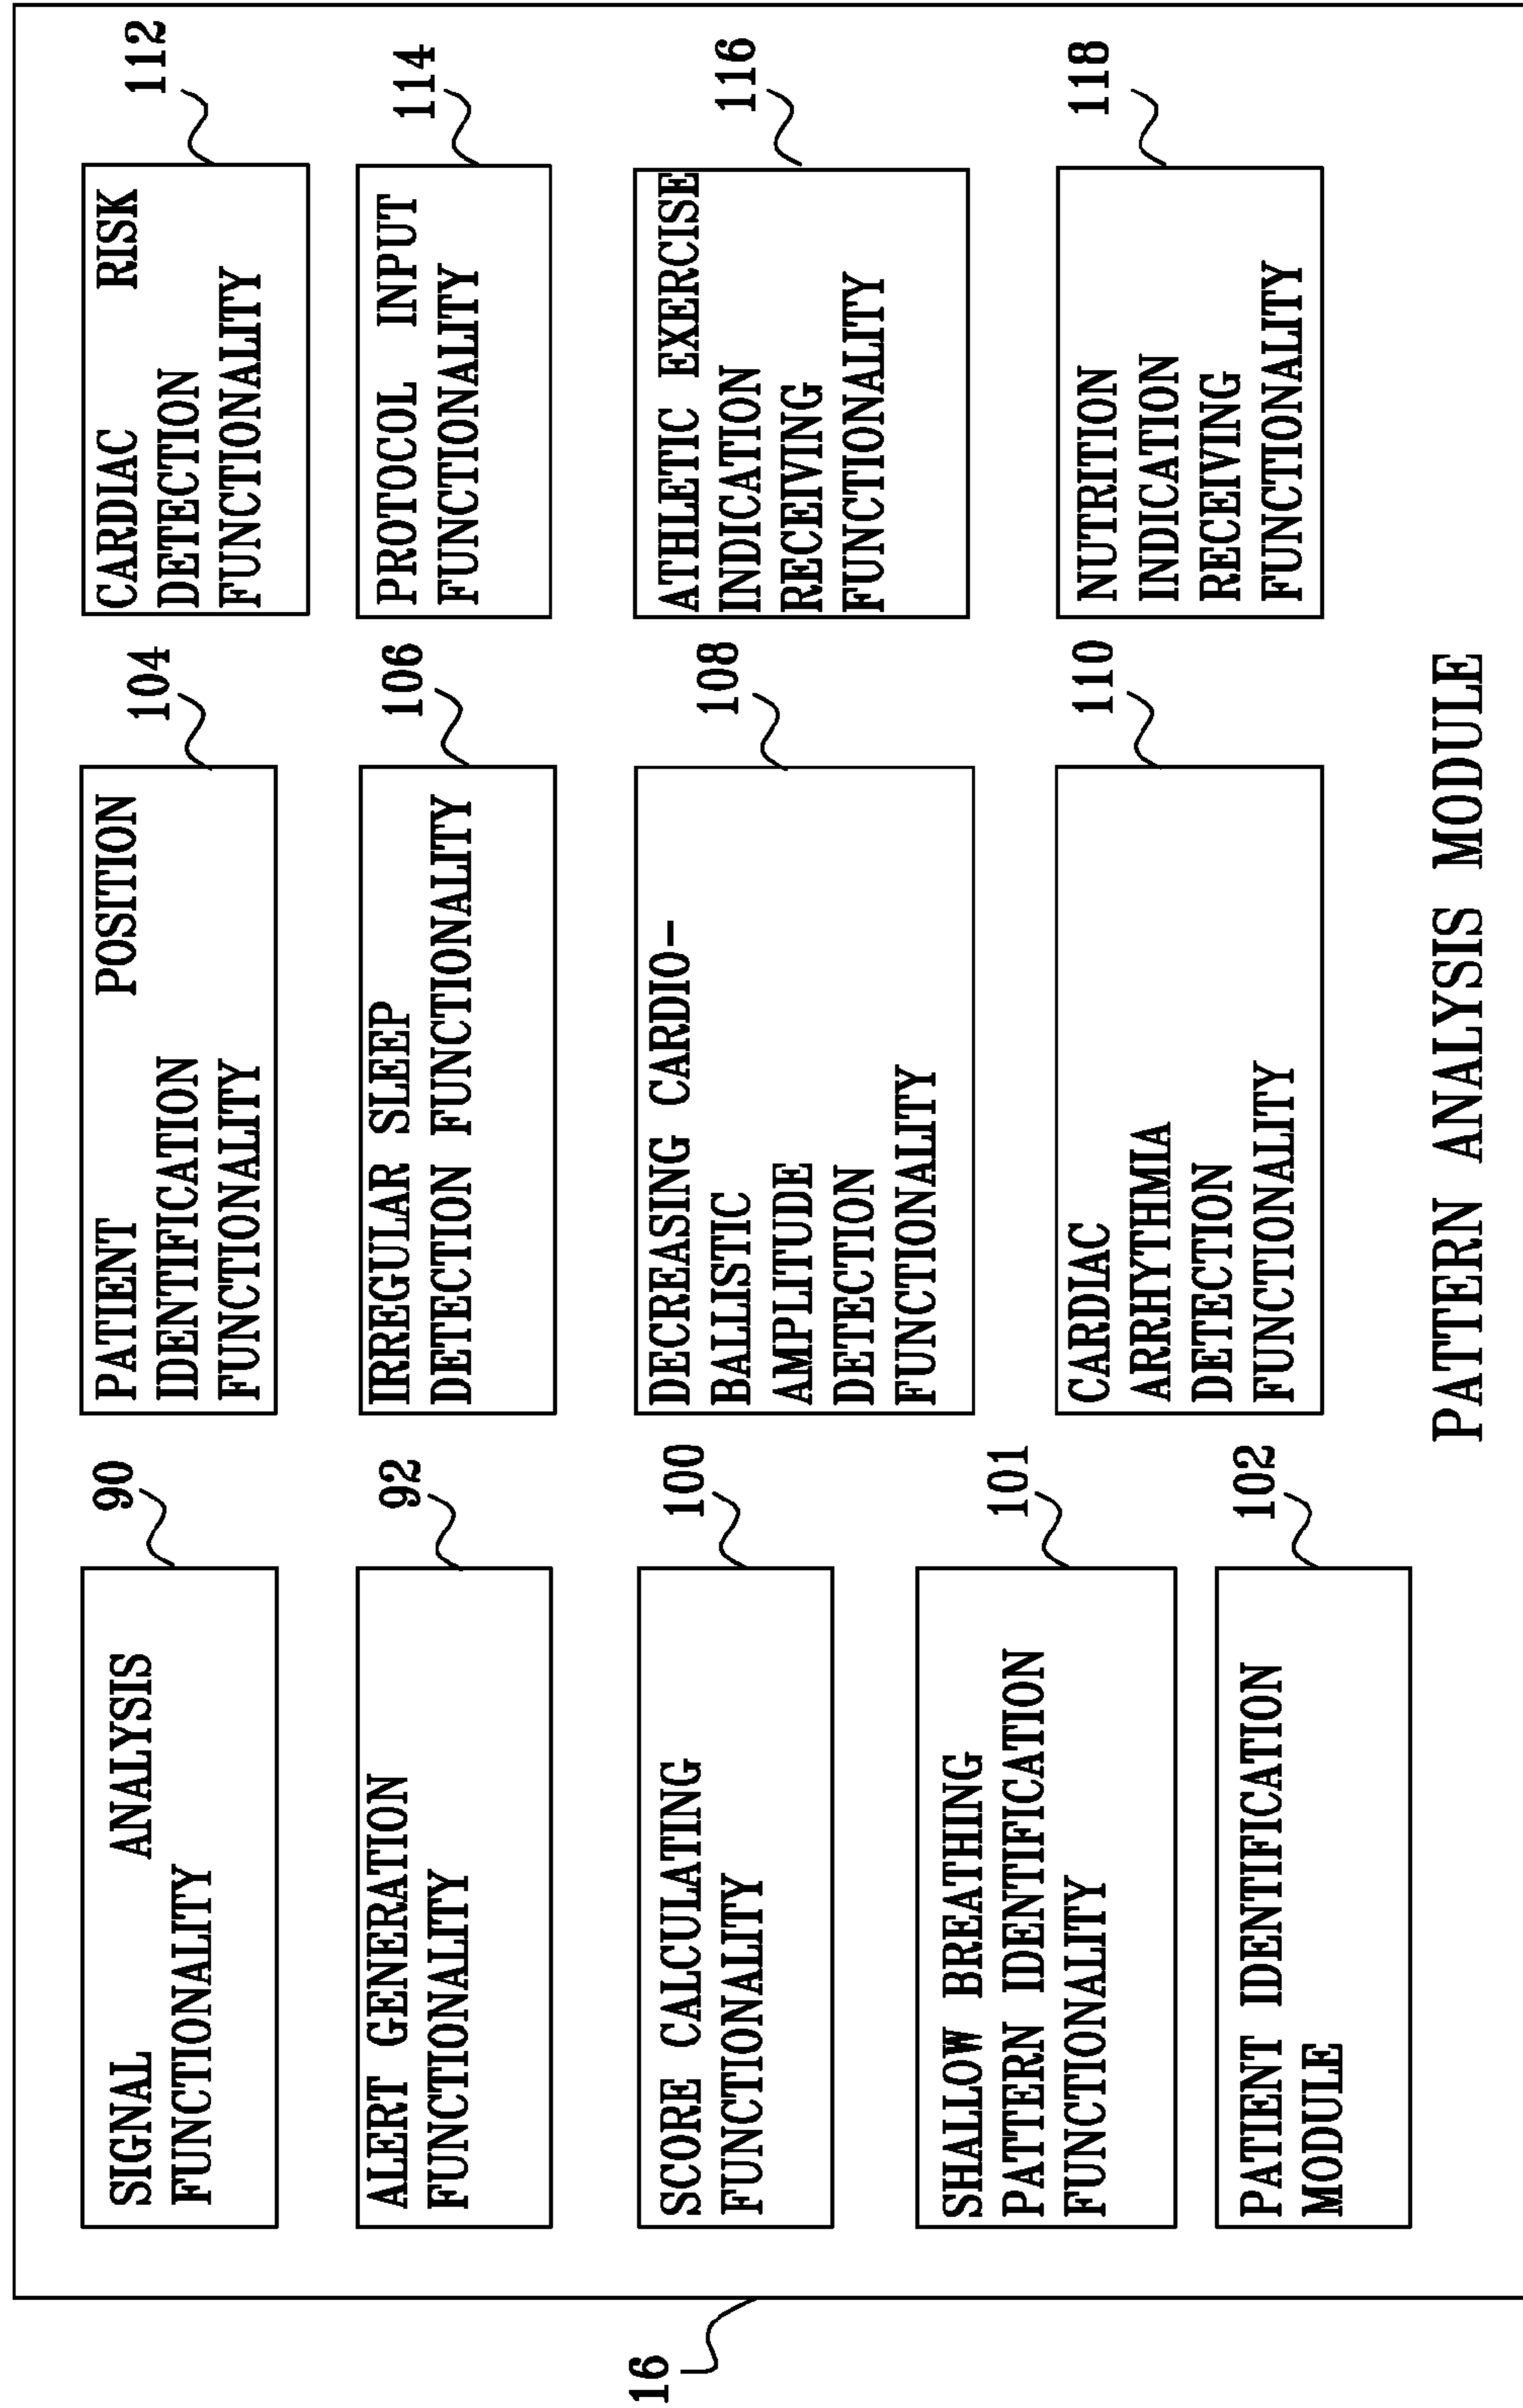 16
90
SIGNAL ANALYSIS
FUNCTIONALITY
92
ALERT GENERATION
FUNCTIONALITY
100
SCORE CALCULATING
FUNCTIONALITY
101
SHALLOW BREATHING
PATTERN IDENTIFICATION
FUNCTIONALITY
102
PATIENT IDENTIFICATION
MODULE
104
PATIENT POSITION
IDENTIFICATION
FUNCTIONALITY
106
IRREGULAR SLEEP
DETECTION FUNCTIONALITY
108
DECREASING CARDIO-
BALLISTIC
AMPLITUDE
DETECTION
FUNCTIONALITY
110
CARDIAC
ARRHYTHMIA
DETECTION
FUNCTIONALITY
112
CARDIAC RISK
DETECTION
FUNCTIONALITY
114
PROTOCOL INPUT
FUNCTIONALITY
116
ATHLETIC EXERCISE
INDICATION
RECEIVING
FUNCTIONALITY
118
NUTRITION
INDICATION
RECEIVING
FUNCTIONALITY
PATTERN ANALYSIS MODULE